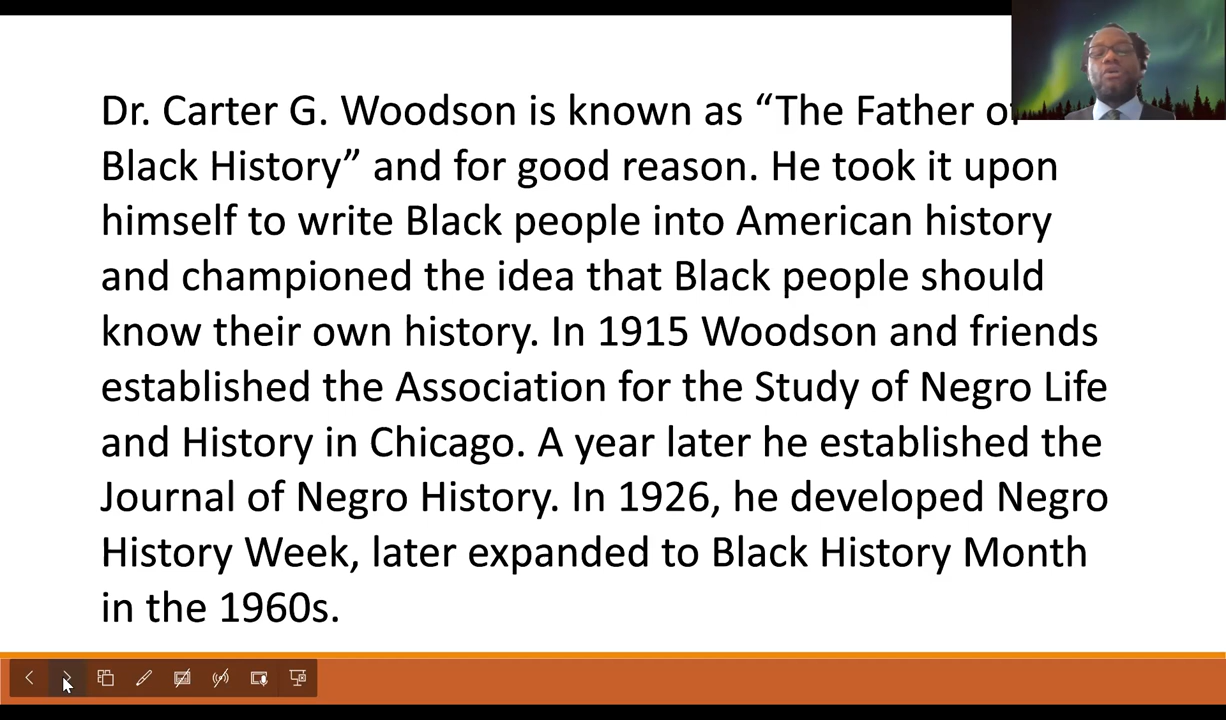 Dr. Carter G. Woodson is known as “The Father of
Black History” and for good reason. He took it upon
himself to write Black people into American history
and championed the idea that Black people should
know their own history. In 1915 Woodson and friends
established the Association for the Study of Negro Life
and History in Chicago. A year later he established the
Journal of Negro History. In 1926, he developed Negro
History Week, later expanded to Black History Month
in the 1960s.